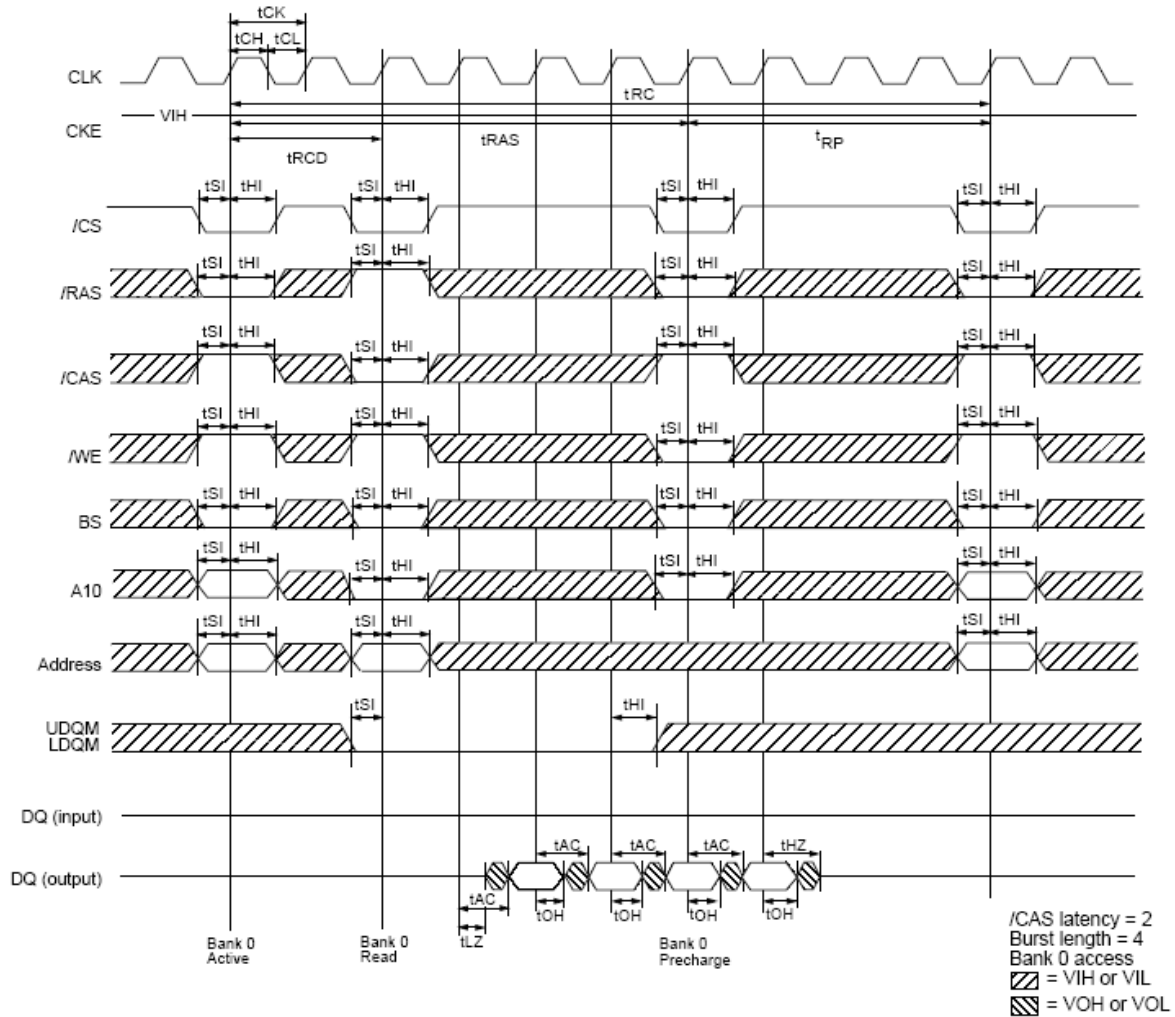 tCK
tCH tCL
CLK
tRC
VIH
CKE
tRAS tRP
tRCD
tSI tHI tSI tHI tSI tHI tSI tHI
/CS
tSI tHI tSI tHI tSI tHI tSI tHI
/RAS
tSI tHI tSI tHI tSI tHI tSI tHI
/CAS
tSI tHI tSI tHI tSI tHI tSI tHI
/WE
tSI tHI tSI tHI tSI tHI tSI tHI
BS
tSI tHI tSI tHI tSI tHI tSI tHI
A10
tSI tHI tSI tHI tSI tHI
Address
tSI tHI
UDQM
LDQM
DQ (input)
tAC tAC tAC tHZ
DQ (output)
tAC tOH tOH tOH tOH
tLZ
Bank 0
Active
Bank 0
Read
Bank 0
Precharge
/CAS latency = 2
Burst length = 4
Bank 0 access
= VIH or VIL
= VOH or VOL